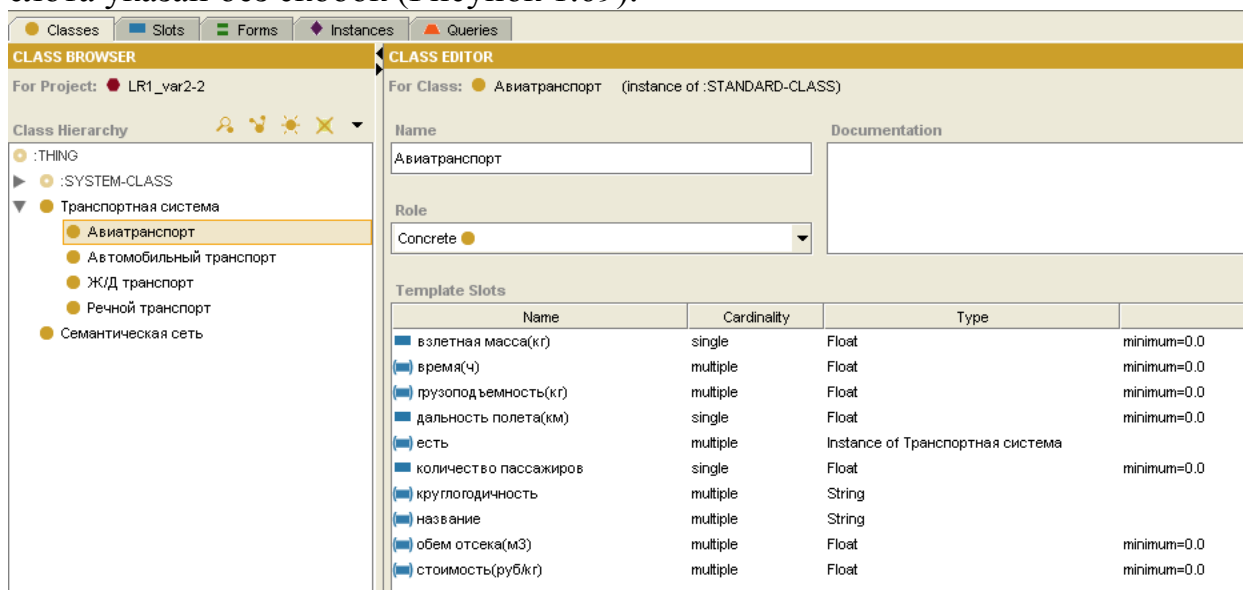 слота указан без скобок (Рисунок 1.69).
Classes Slots Forms Instances Queries
CLASS BROWSER
For Project: LR1_var2-2
Class Hierarchy
:THING
:SYSTEM-CLASS
Транспортная система
Авиатранспорт
Автомобильный транспорт
Ж/Д транспорт
Речной транспорт
Семантическая сеть
CLASS EDITOR
For Class: Авиатранспорт (instance of :STANDARD-CLASS)
Name Documentation
Авиатранспорт
Role
Concrete
Template Slots
Name Cardinality Type
взлетная масса(кг) single Float minimum=0.0
время(ч) multiple Float minimum=0.0
грузоподъемность(кг) multiple Float minimum=0.0
дальность полета(км) single Float minimum=0.0
есть multiple Instance of Транспортная система
количество пассажиров single Float minimum=0.0
круглогодичность multiple String
название multiple String
обем отсека(м3) multiple Float minimum=0.0
стоимость(руб/кг) multiple Float minimum=0.0